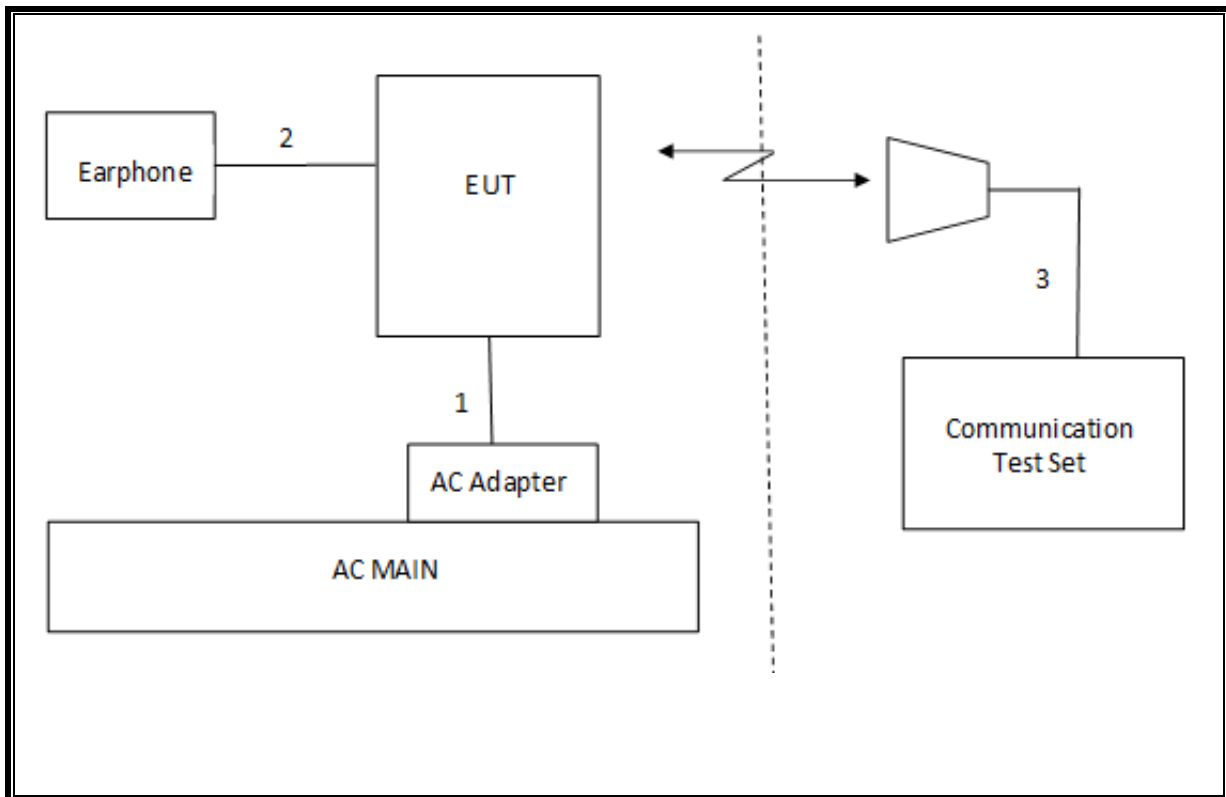 Earphone
2
EUT
3
1
Communication
Test Set
AC Adapter
AC MAIN